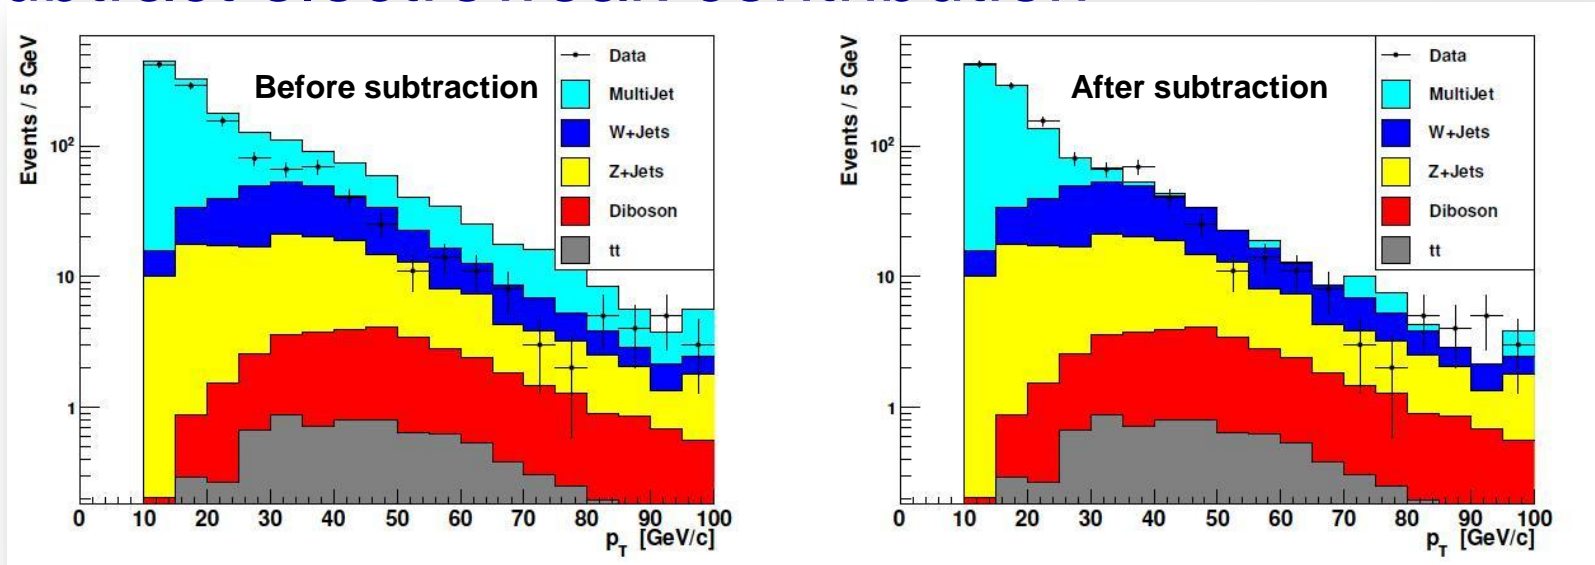 Before subtraction
Events / 5 GeV
Data
MultiJet
W+Jets
Z+Jets
Diboson
tt
10²
10
1
0 10 20 30 40 50 60 70 80 90 100
p_T [GeV/c]
After subtraction
Events / 5 GeV
Data
MultiJet
W+Jets
Z+Jets
Diboson
tt
10²
10
1
0 10 20 30 40 50 60 70 80 90 100
p_T [GeV/c]